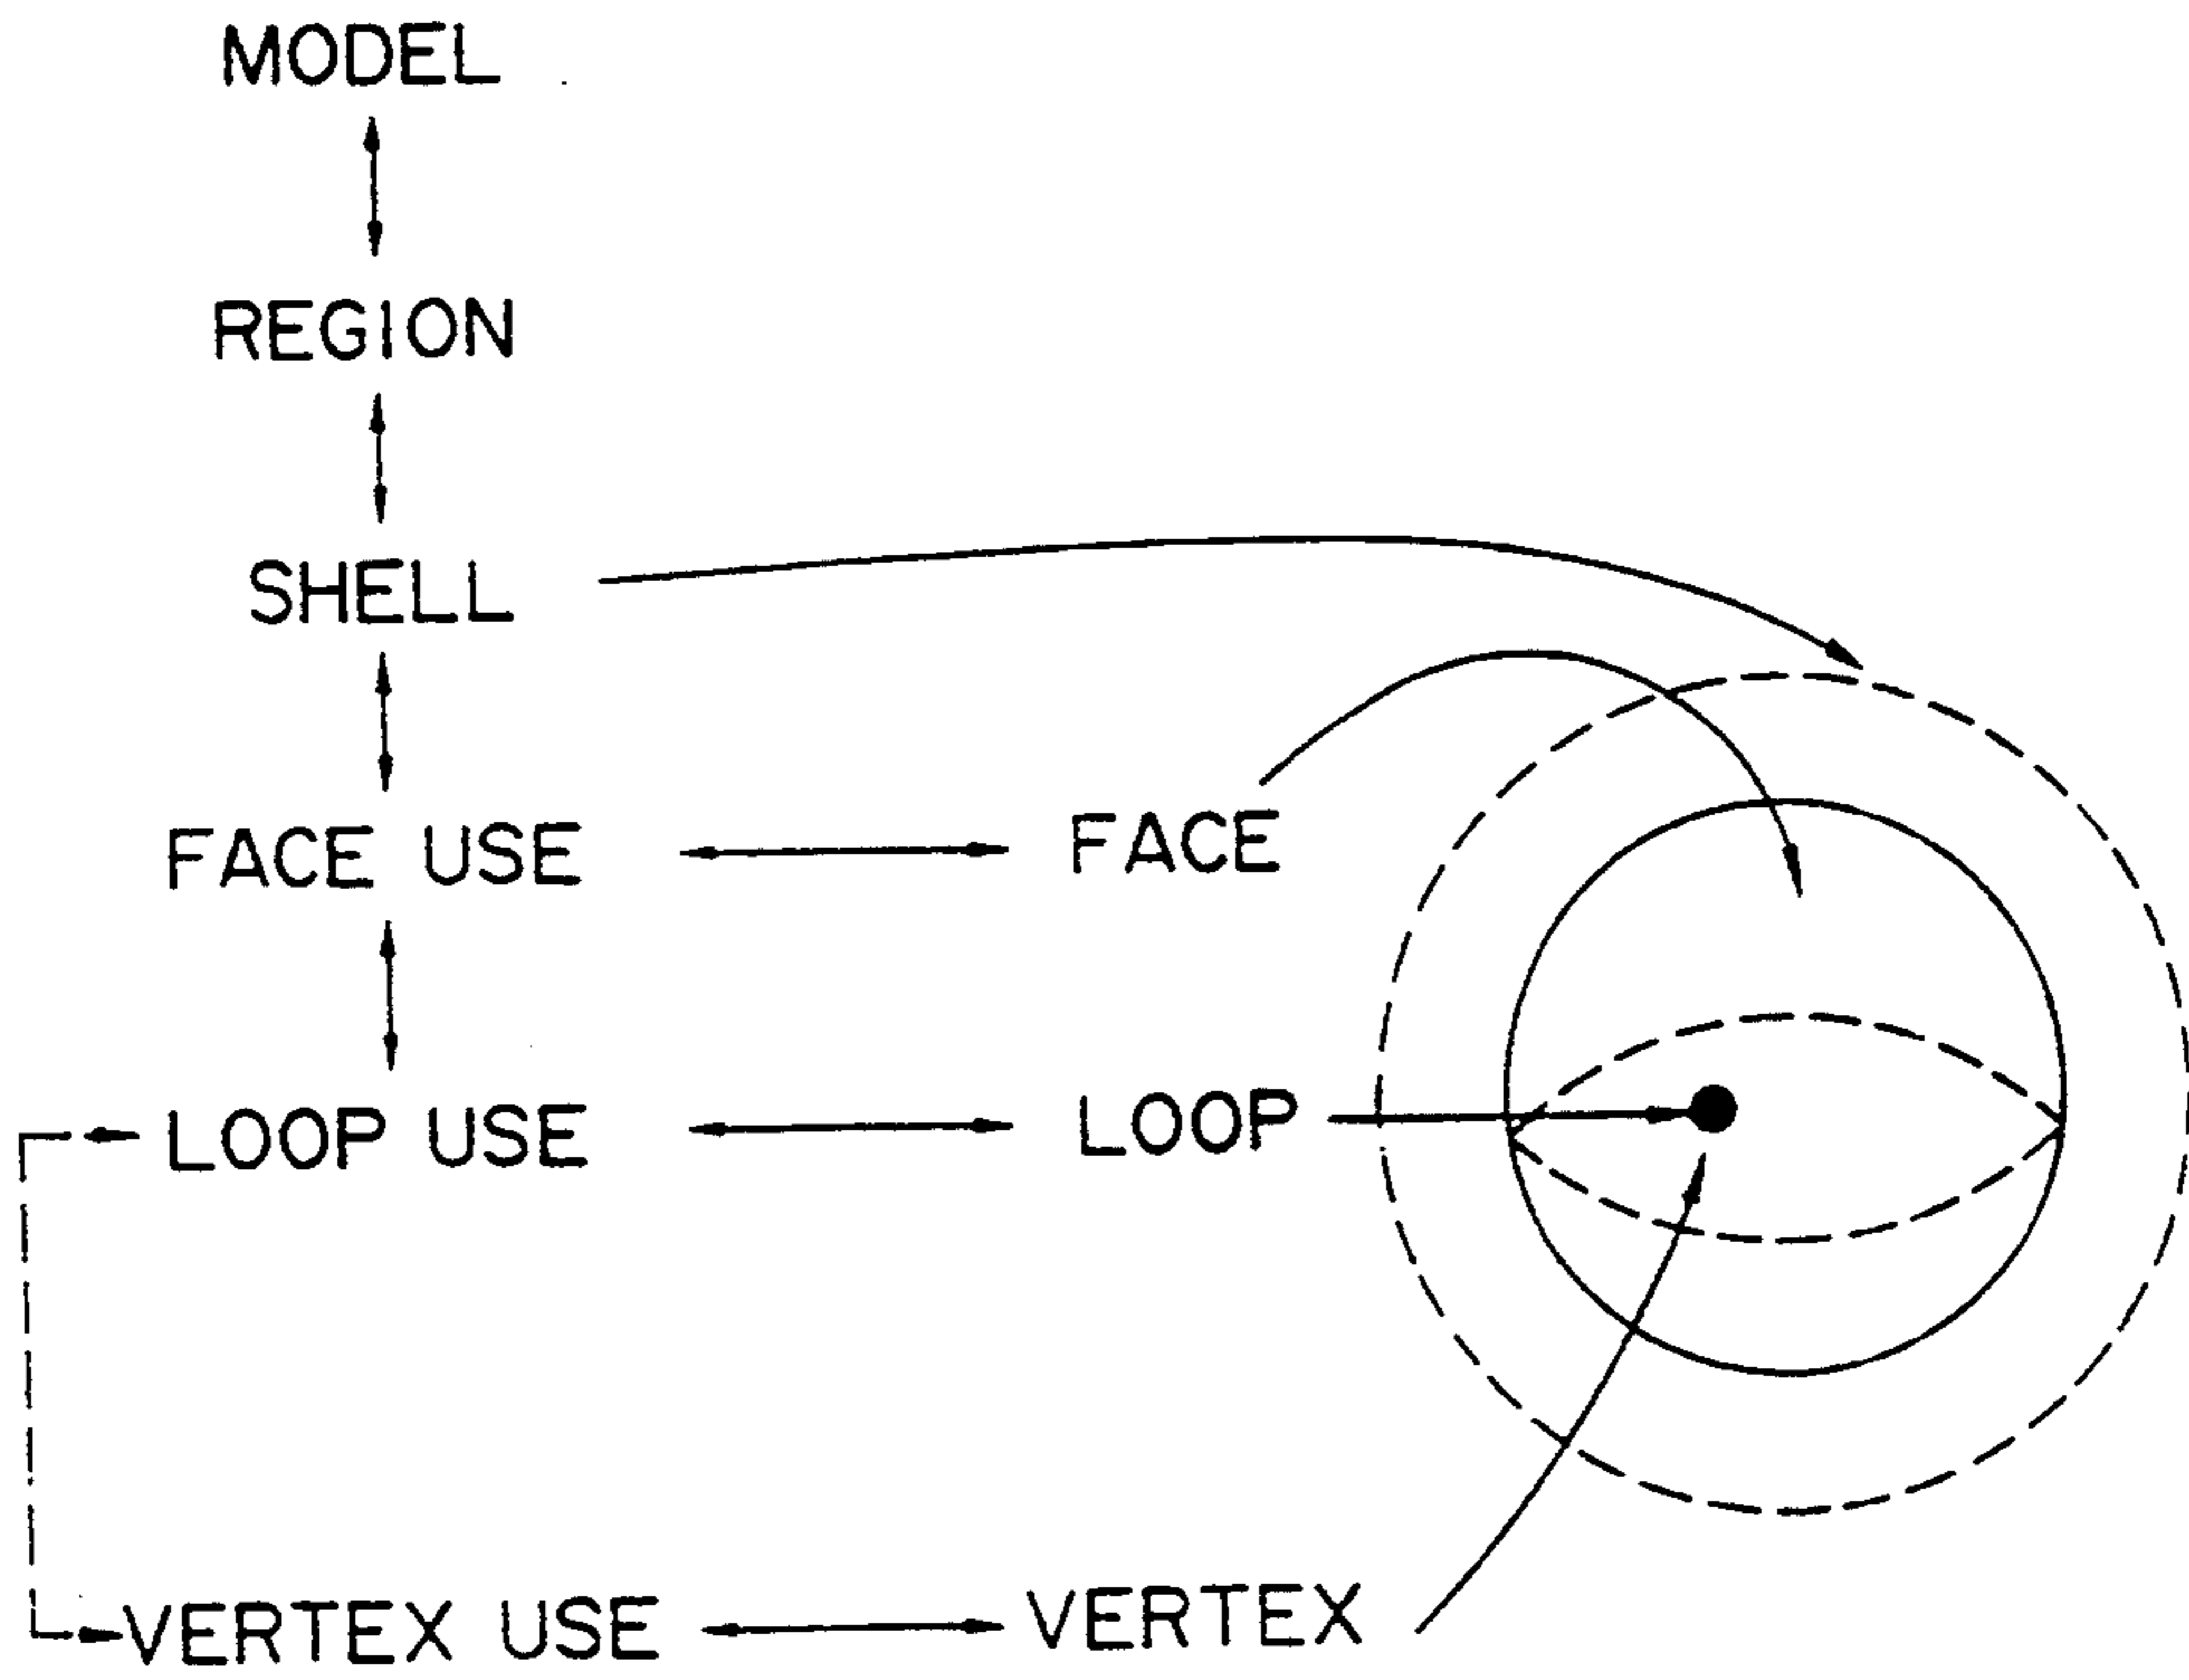 MODEL
REGION
SHELL
FACE USE
FACE
LOOP USE
LOOP
VERTEX USE
VERTEX